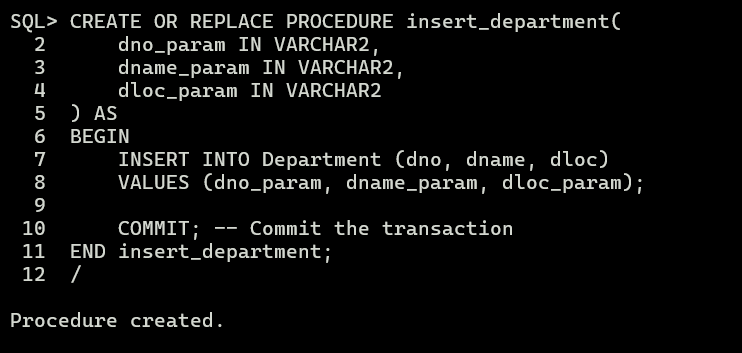 SQL> CREATE OR REPLACE PROCEDURE insert_department(
  2      dno_param IN VARCHAR2,
  3      dname_param IN VARCHAR2,
  4      dloc_param IN VARCHAR2
  5  ) AS
  6  BEGIN
  7      INSERT INTO Department (dno, dname, dloc)
  8      VALUES (dno_param, dname_param, dloc_param);
  9
 10      COMMIT; -- Commit the transaction
 11  END insert_department;
 12  /
Procedure created.